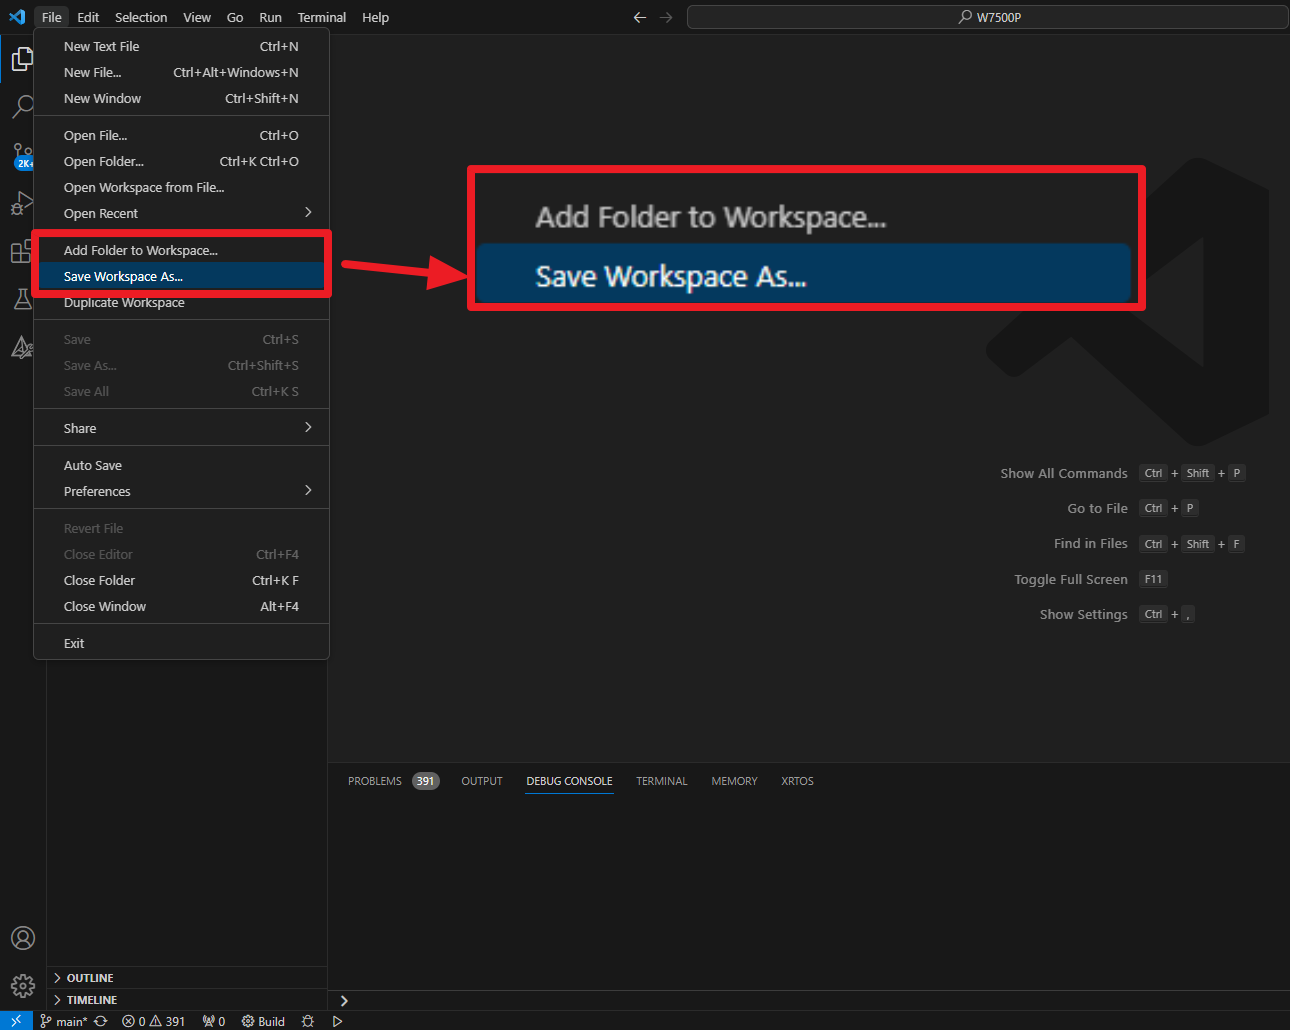 File Edit Selection View Go Run Terminal Help
W7500P
New Text File Ctrl+N
New File... Ctrl+Alt+Windows+N
New Window Ctrl+Shift+N
Open File... Ctrl+O
Open Folder... Ctrl+K Ctrl+O
Open Workspace from File...
Open Recent
Add Folder to Workspace...
Save Workspace As...
Duplicate Workspace
Save Ctrl+S
Save As... Ctrl+Shift+S
Save All Ctrl+K S
Share
Auto Save
Preferences
Revert File
Close Editor Ctrl+F4
Close Folder Ctrl+K F
Close Window Alt+F4
Exit
2K+
Add Folder to Workspace...
Save Workspace As...
Show All Commands Ctrl + Shift + P
Go to File Ctrl + P
Find in Files Ctrl + Shift + F
Toggle Full Screen F11
Show Settings Ctrl + ,
PROBLEMS 391 OUTPUT DEBUG CONSOLE TERMINAL MEMORY XRTOS
OUTLINE
TIMELINE
main* 0 391 0 Build